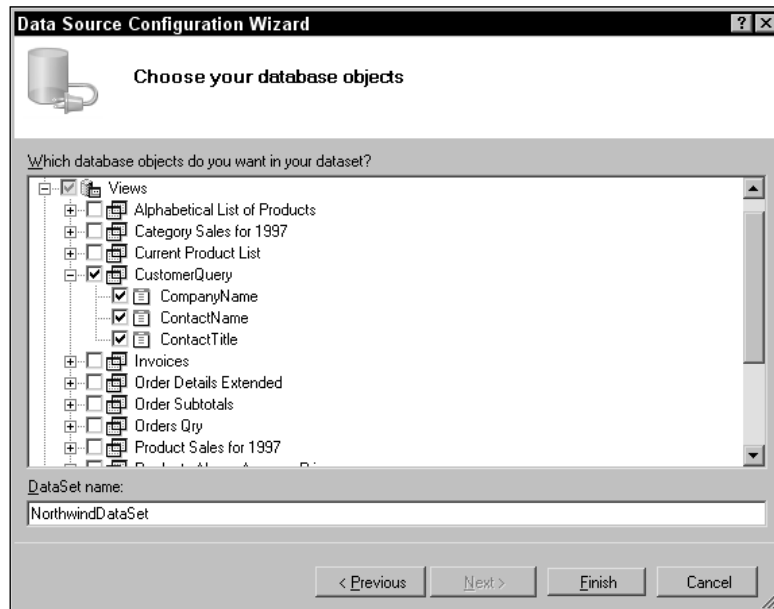 Data Source Configuration Wizard
Choose your database objects
Which database objects do you want in your dataset?
Views
Alphabetical List of Products
Category Sales for 1997
Current Product List
CustomerQuery
CompanyName
ContactName
ContactTitle
Invoices
Order Details Extended
Order Subtotals
Orders Qry
Product Sales for 1997
DataSet name:
NorthwindDataSet
< Previous
Next >
Finish
Cancel